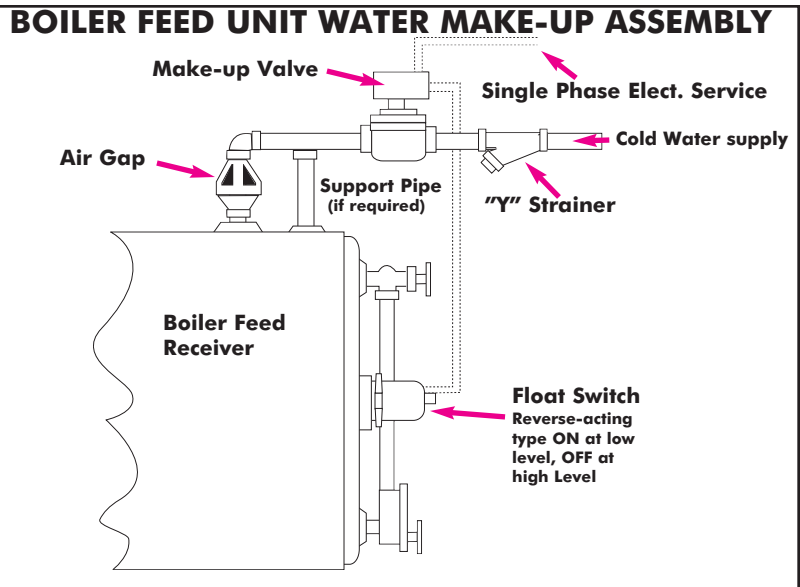 BOILER FEED UNIT WATER MAKE-UP ASSEMBLY
Make-up Valve
Single Phase Elect. Service
Cold Water supply
Air Gap
Support Pipe
(if required)
"Y" Strainer
Boiler Feed
Receiver
Float Switch
Reverse-acting
type ON at low
level, OFF at
high Level